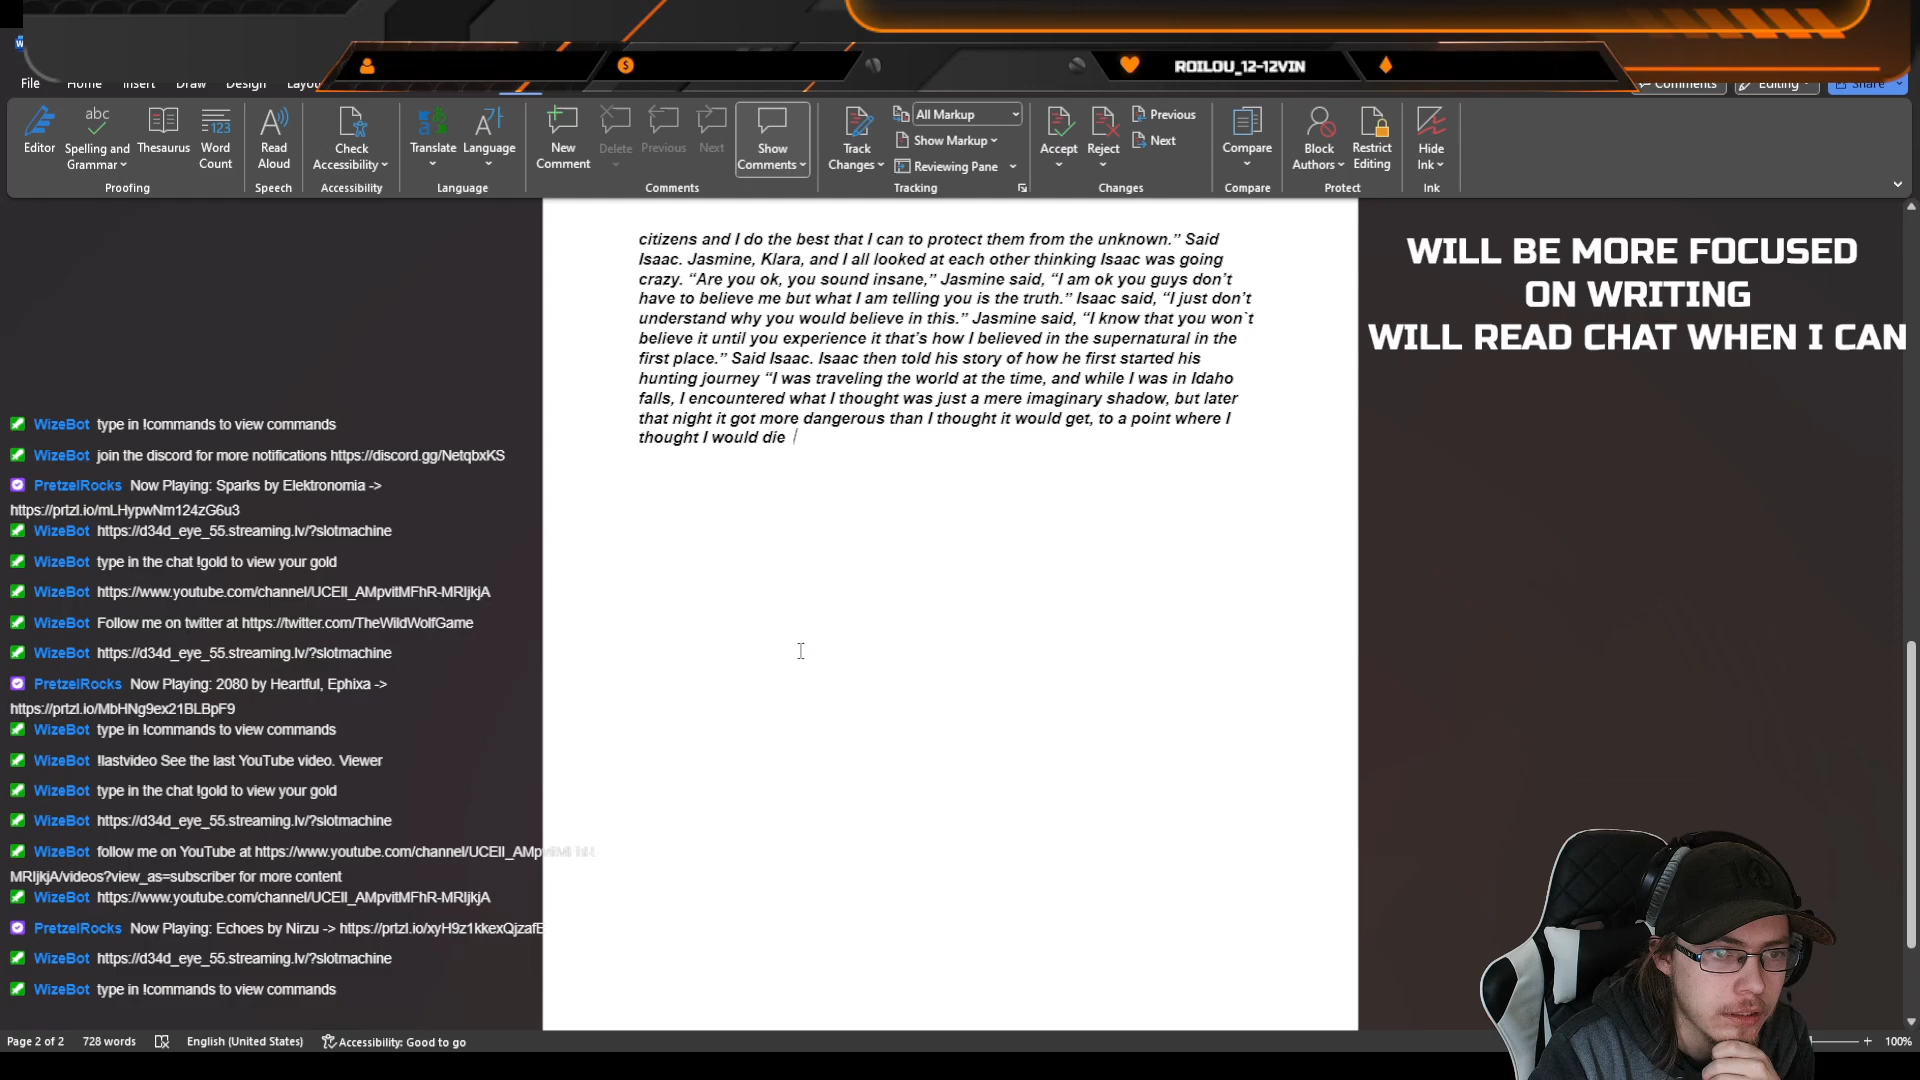 ROILOU_12-12VIN
File Home Insert Draw Design Layou
Comments Editing Share
Editor
Spelling and Grammar
Thesaurus
Word Count
Proofing
Read Aloud
Speech
Check Accessibility
Accessibility
Translate
Language
Language
New Comment
Delete
Previous
Next
Show Comments
Comments
Track Changes
All Markup
Show Markup
Reviewing Pane
Tracking
Accept
Reject
Previous
Next
Changes
Compare
Compare
Block Authors
Restrict Editing
Protect
Hide Ink
Ink
citizens and I do the best that I can to protect them from the unknown.” Said
Isaac. Jasmine, Klara, and I all looked at each other thinking Isaac was going
crazy. “Are you ok, you sound insane,” Jasmine said, “I am ok you guys don’t
have to believe me but what I am telling you is the truth.” Isaac said, “I just don’t
understand why you would believe in this.” Jasmine said, “I know that you won`t
believe it until you experience it that’s how I believed in the supernatural in the
first place.” Said Isaac. Isaac then told his story of how he first started his
hunting journey “I was traveling the world at the time, and while I was in Idaho
falls, I encountered what I thought was just a mere imaginary shadow, but later
that night it got more dangerous than I thought it would get, to a point where I
thought I would die
WILL BE MORE FOCUSED
ON WRITING
WILL READ CHAT WHEN I CAN
WizeBot type in !commands to view commands
WizeBot join the discord for more notifications https://discord.gg/NetqbxKS
PretzelRocks Now Playing: Sparks by Elektronomia ->
https://prtzl.io/mLHypwNm124zG6u3
WizeBot https://d34d_eye_55.streaming.lv/?slotmachine
WizeBot type in the chat !gold to view your gold
WizeBot https://www.youtube.com/channel/UCEIl_AMpvitMFhR-MRIjkjA
WizeBot Follow me on twitter at https://twitter.com/TheWildWolfGame
WizeBot https://d34d_eye_55.streaming.lv/?slotmachine
PretzelRocks Now Playing: 2080 by Heartful, Ephixa ->
https://prtzl.io/MbHNg9ex21BLBpF9
WizeBot type in !commands to view commands
WizeBot !lastvideo See the last YouTube video. Viewer
WizeBot type in the chat !gold to view your gold
WizeBot https://d34d_eye_55.streaming.lv/?slotmachine
WizeBot follow me on YouTube at https://www.youtube.com/channel/UCEIl_AMp
MRIjkjA/videos?view_as=subscriber for more content
WizeBot https://www.youtube.com/channel/UCEIl_AMpvitMFhR-MRIjkjA
PretzelRocks Now Playing: Echoes by Nirzu -> https://prtzl.io/xyH9z1kkexQjzafE
WizeBot https://d34d_eye_55.streaming.lv/?slotmachine
WizeBot type in !commands to view commands
Page 2 of 2 728 words English (United States) Accessibility: Good to go 100%